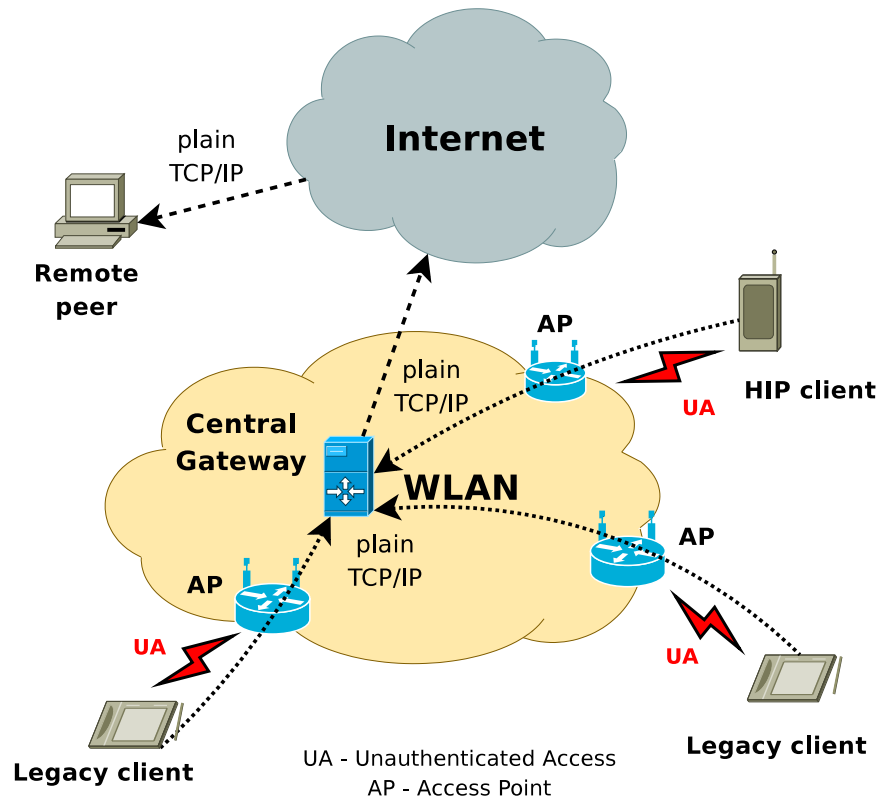 Internet
plain
TCP/IP
Remote
peer
AP
HIP client
UA
plain
TCP/IP
Central
Gateway
WLAN
AP
plain
TCP/IP
AP
UA
UA
Legacy client
Legacy client
UA - Unauthenticated Access
AP - Access Point